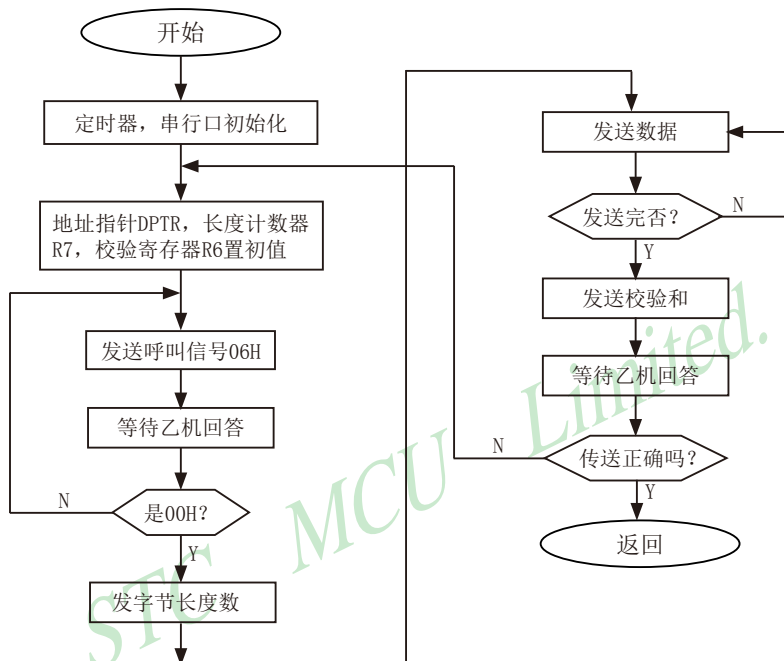 开始
定时器，串行口初始化
地址指针DPTR，长度计数器
R7，校验寄存器R6置初值
发送呼叫信号06H
等待乙机回答
是00H？
N
Y
发字节长度数
发送数据
发送完否？
N
Y
发送校验和
等待乙机回答
传送正确吗？
N
Y
返回
STC MCU Limited.